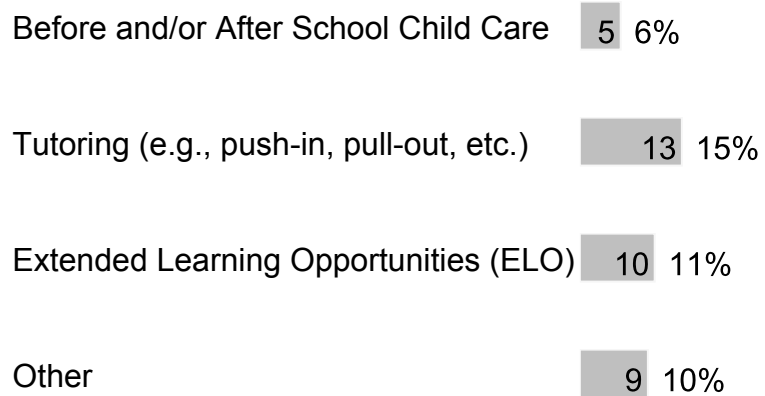 Before and/or After School Child Care 5 6%
Tutoring (e.g., push-in, pull-out, etc.) 13 15%
Extended Learning Opportunities (ELO) 10 11%
Other 9 10%